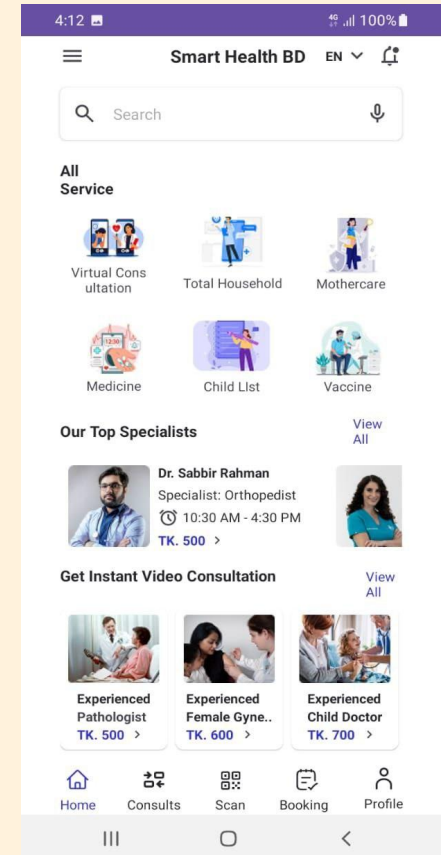 4:12
4G 100%
Smart Health BD EN
Search
All
Service
Virtual Cons
ultation
Total Household
Mothercare
12:30
Medicine
Child LIst
Vaccine
Our Top Specialists
View
All
Dr. Sabbir Rahman
Specialist: Orthopedist
10:30 AM - 4:30 PM
TK. 500 >
Get Instant Video Consultation
View
All
Experienced
Pathologist
TK. 500 >
Experienced
Female Gyne..
TK. 600 >
Experienced
Child Doctor
TK. 700 >
Home
Consults
Scan
Booking
Profile